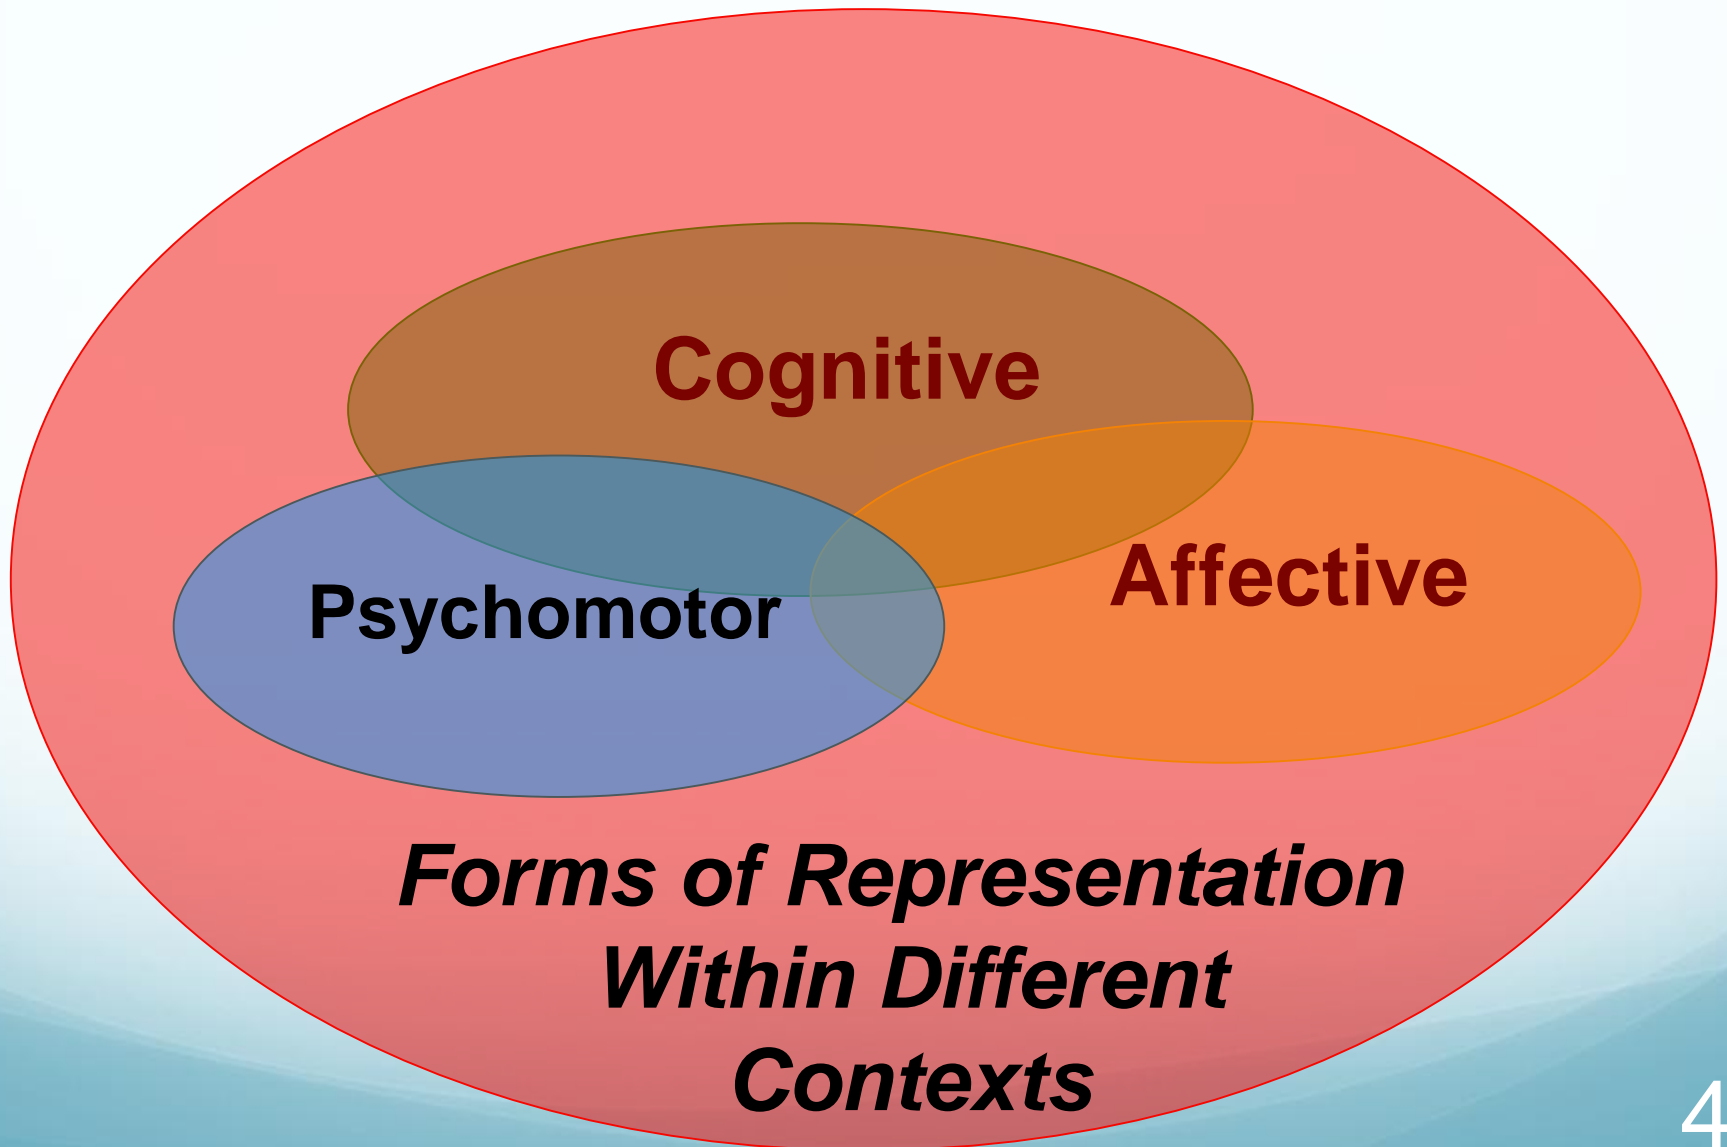 Cognitive
Affective
Psychomotor
Forms of Representation
Within Different
Contexts
4